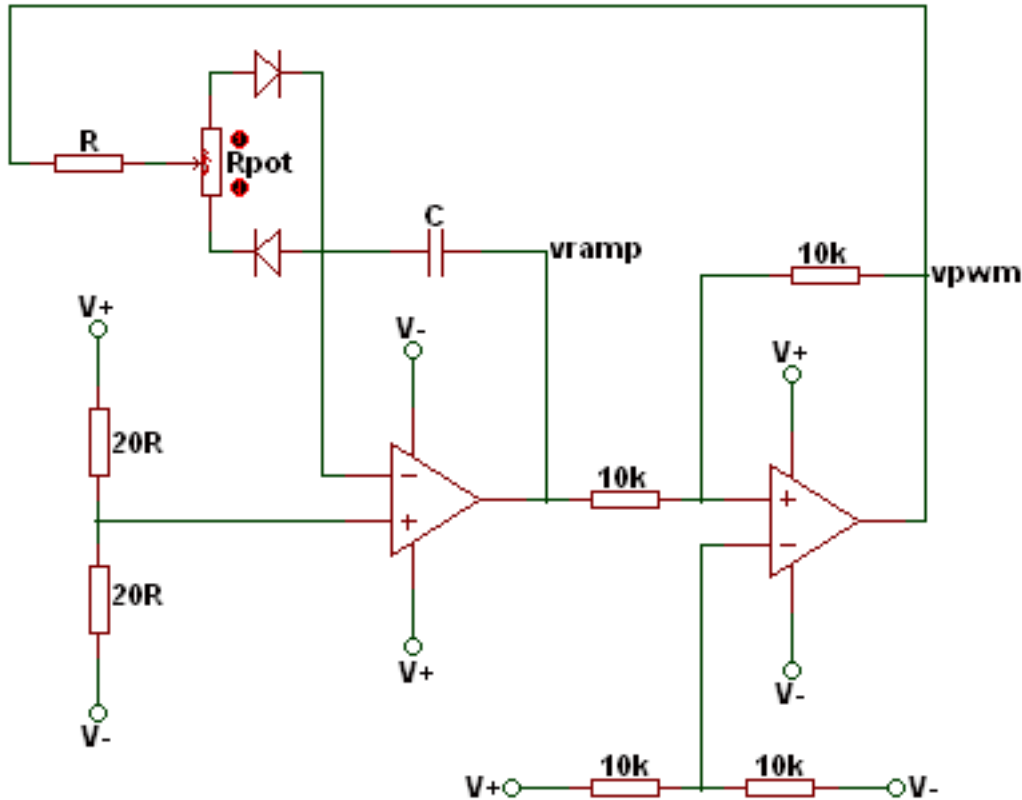 R
Rpot
C
vramp
10k
vpwm
V+
V-
V+
20R
10k
-
+
+
-
20R
V+
V-
V-
10k
10k
V+
V-